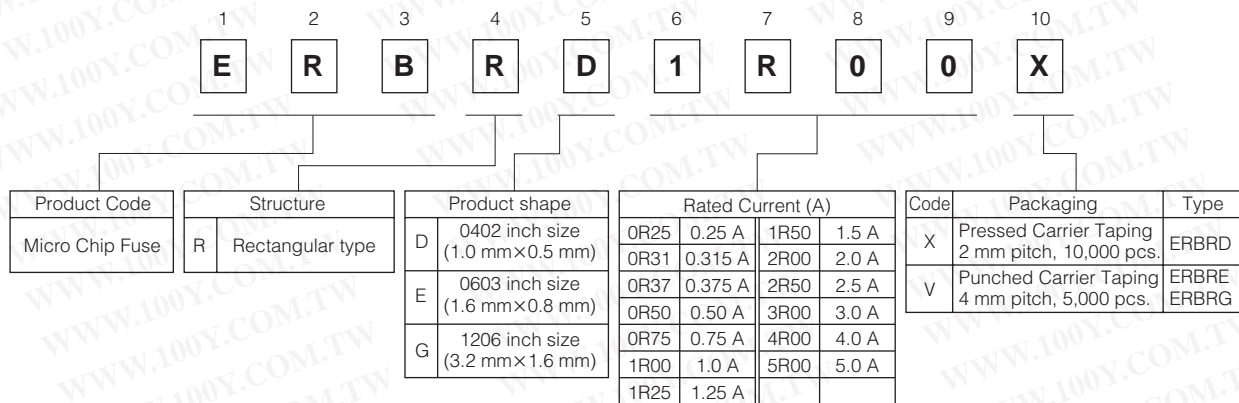 1 2 3 4 5 6 7 8 9 10
E R B R D 1 R 0 0 X
Product Code
Micro Chip Fuse
Structure
R Rectangular type
Product shape
D 0402 inch size
(1.0 mm×0.5 mm)
E 0603 inch size
(1.6 mm×0.8 mm)
G 1206 inch size
(3.2 mm×1.6 mm)
Rated Current (A)
0R25 0.25 A 1R50 1.5 A
0R31 0.315 A 2R00 2.0 A
0R37 0.375 A 2R50 2.5 A
0R50 0.50 A 3R00 3.0 A
0R75 0.75 A 4R00 4.0 A
1R00 1.0 A 5R00 5.0 A
1R25 1.25 A
Code Packaging Type
X Pressed Carrier Taping
2 mm pitch, 10,000 pcs. ERBRD
V Punched Carrier Taping ERBRE
4 mm pitch, 5,000 pcs. ERBRG
WWW.100Y.COM.TW